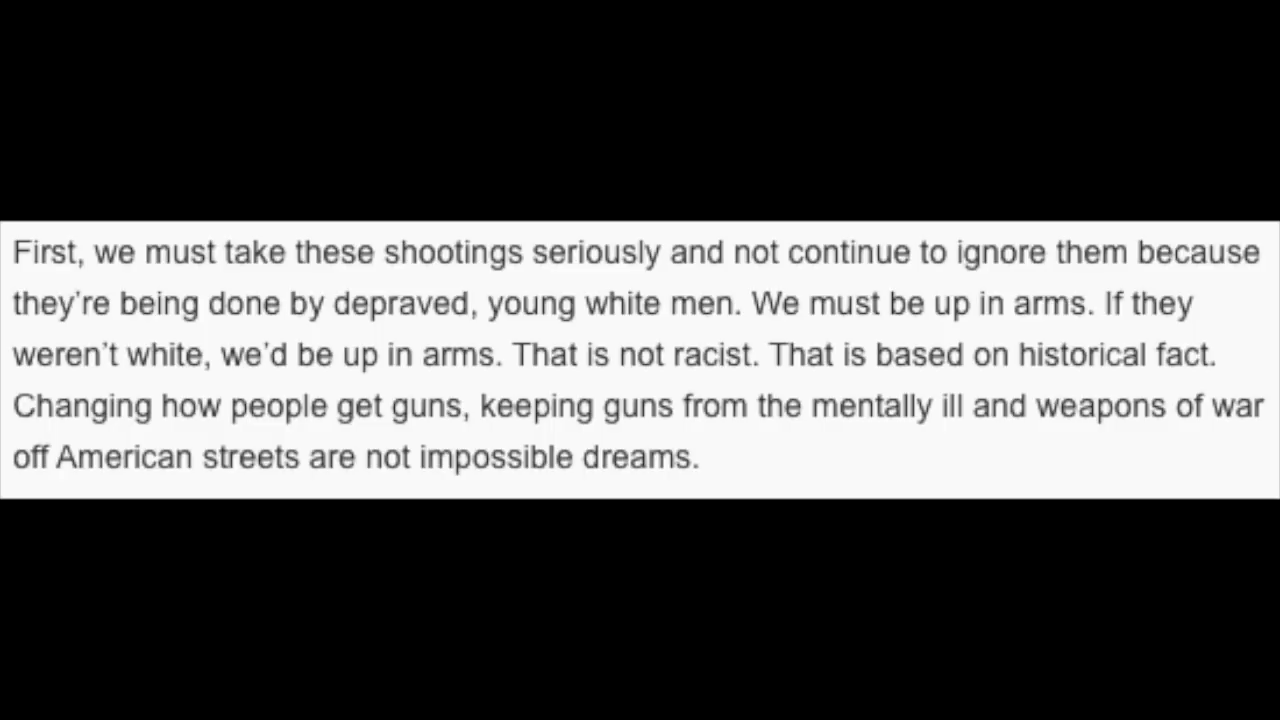 First, we must take these shootings seriously and not continue to ignore them because
they’re being done by depraved, young white men. We must be up in arms. If they
weren’t white, we’d be up in arms. That is not racist. That is based on historical fact.
Changing how people get guns, keeping guns from the mentally ill and weapons of war
off American streets are not impossible dreams.